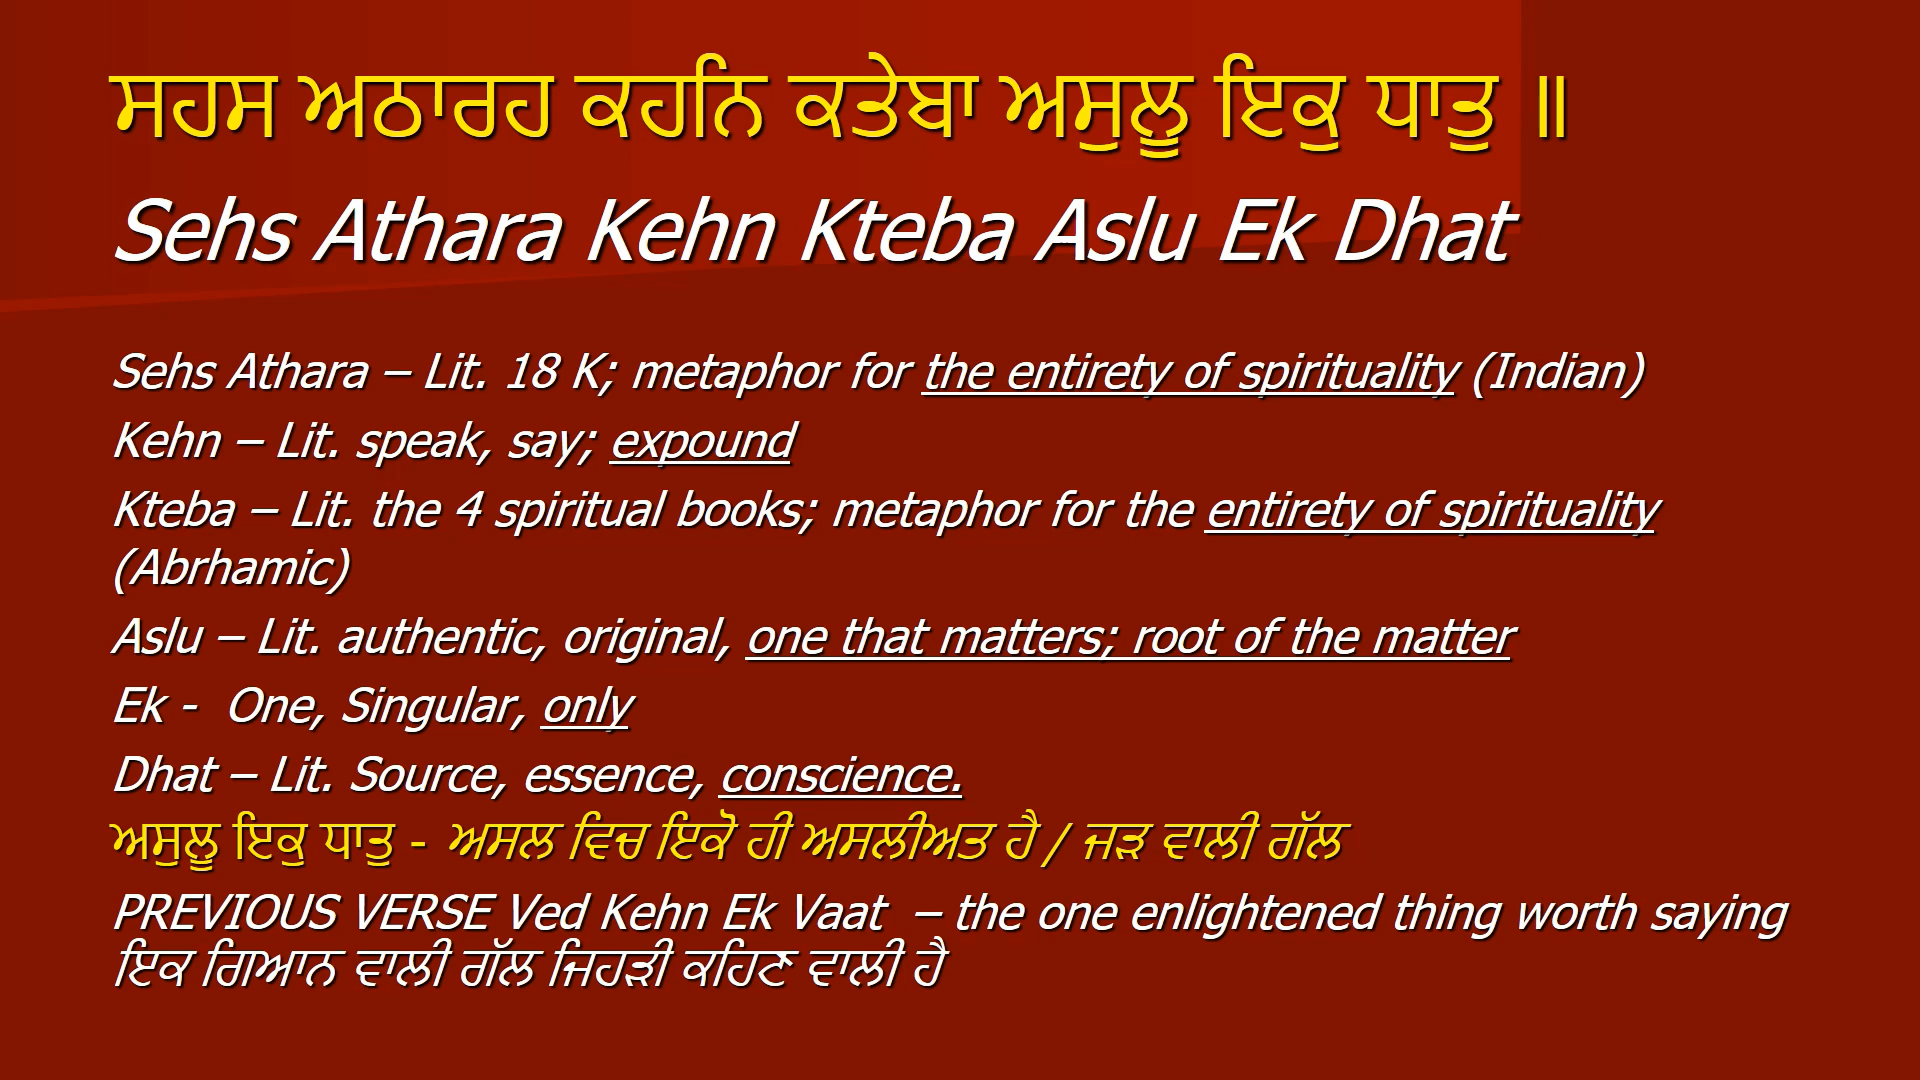 ਸਹਸ ਅਠਾਰਹ ਕਹਨਿ ਕਤੇਬਾ ਅਸੁਲੂ ਇਕੁ ਧਾਤੁ ॥
Sehs Athara Kehn Kteba Aslu Ek Dhat
Sehs Athara – Lit. 18 K; metaphor for the entirety of spirituality (Indian)
Kehn – Lit. speak, say; expound
Kteba – Lit. the 4 spiritual books; metaphor for the entirety of spirituality
(Abrhamic)
Aslu – Lit. authentic, original, one that matters; root of the matter
Ek -  One, Singular, only
Dhat – Lit. Source, essence, conscience.
ਅਸੁਲੂ ਇਕੁ ਧਾਤੁ - ਅਸਲ ਵਿਚ ਇਕੋ ਹੀ ਅਸਲੀਅਤ ਹੈ / ਜੜ ਵਾਲੀ ਗੱਲ
PREVIOUS VERSE Ved Kehn Ek Vaat  – the one enlightened thing worth saying
ਇਕ ਗਿਆਨ ਵਾਲੀ ਗੱਲ ਜਿਹੜੀ ਕਹਿਣ ਵਾਲੀ ਹੈ